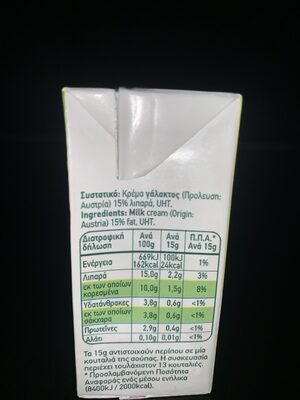 Συστατικά: Κρέμα γάλακτος (Προλευση:
Αυστρία) 15% λιπαρά, UHT.
Ingredients: Milk cream (Origin:
Austria) 15% fat, UHT.
Διατροφική δήλωση Ανά 100g Ανά 15g Π.Π.Α.* Ανά 15g
Ενέργεια 669kJ 162kcal 100kJ 24kcal 1%
Λιπαρά 15,0g 2,2g 3%
εκ των οποίων κορεσμένα 10,0g 1,5g 8%
Υδατάνθρακες 3,8g 0,6g <1%
εκ των οποίων σάκχαρα 3,8g 0,6g <1%
Πρωτεΐνες 2,9g 0,4g <1%
Αλάτι 0,10g 0,01g <1%
Τα 15g αντιστοιχούν περίπου σε μία
κουταλιά της σούπας. Η συσκευασία
περιέχει τουλάχιστον 13 κουταλιές.
* Προσλαμβανόμενη Ποσότητα
Αναφοράς ενός μέσου ενήλικα
(8400kJ / 2000kcal).